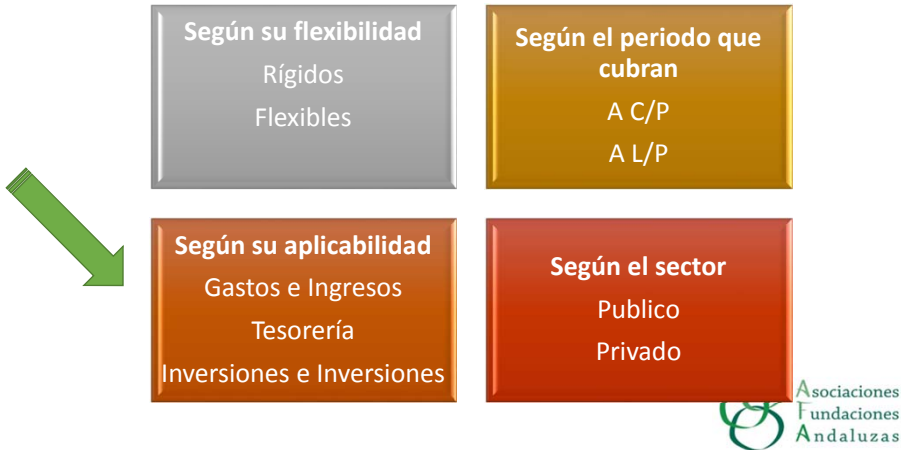 Según su flexibilidad
Rígidos
Flexibles
Según el periodo que
cubran
A C/P
A L/P
Según su aplicabilidad
Gastos e Ingresos
Tesorería
Inversiones e Inversiones
Según el sector
Publico
Privado
Asociaciones
Fundaciones
Andaluzas